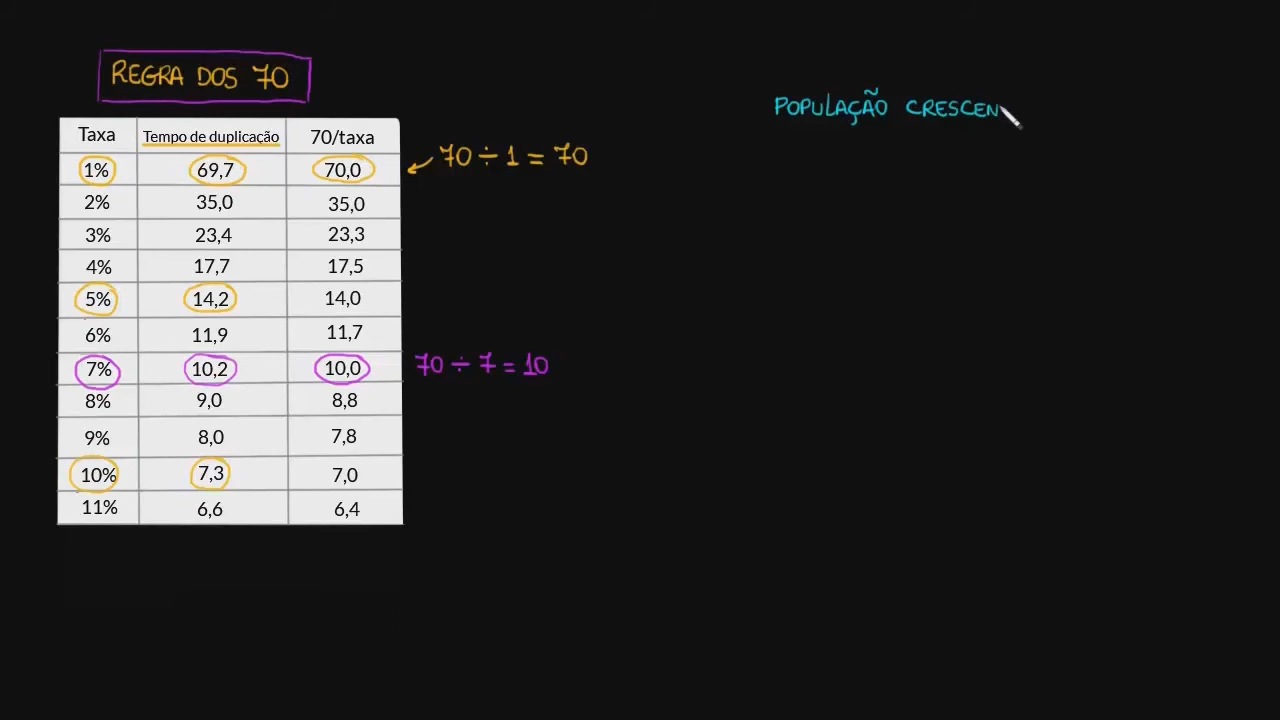 REGRA DOS 70
POPULAÇÃO CRESCEN
Taxa Tempo de duplicação 70/taxa
1% 69,7 70,0 70 ÷ 1 = 70
2% 35,0 35,0
3% 23,4 23,3
4% 17,7 17,5
5% 14,2 14,0
6% 11,9 11,7
7% 10,2 10,0 70 ÷ 7 = 10
8% 9,0 8,8
9% 8,0 7,8
10% 7,3 7,0
11% 6,6 6,4